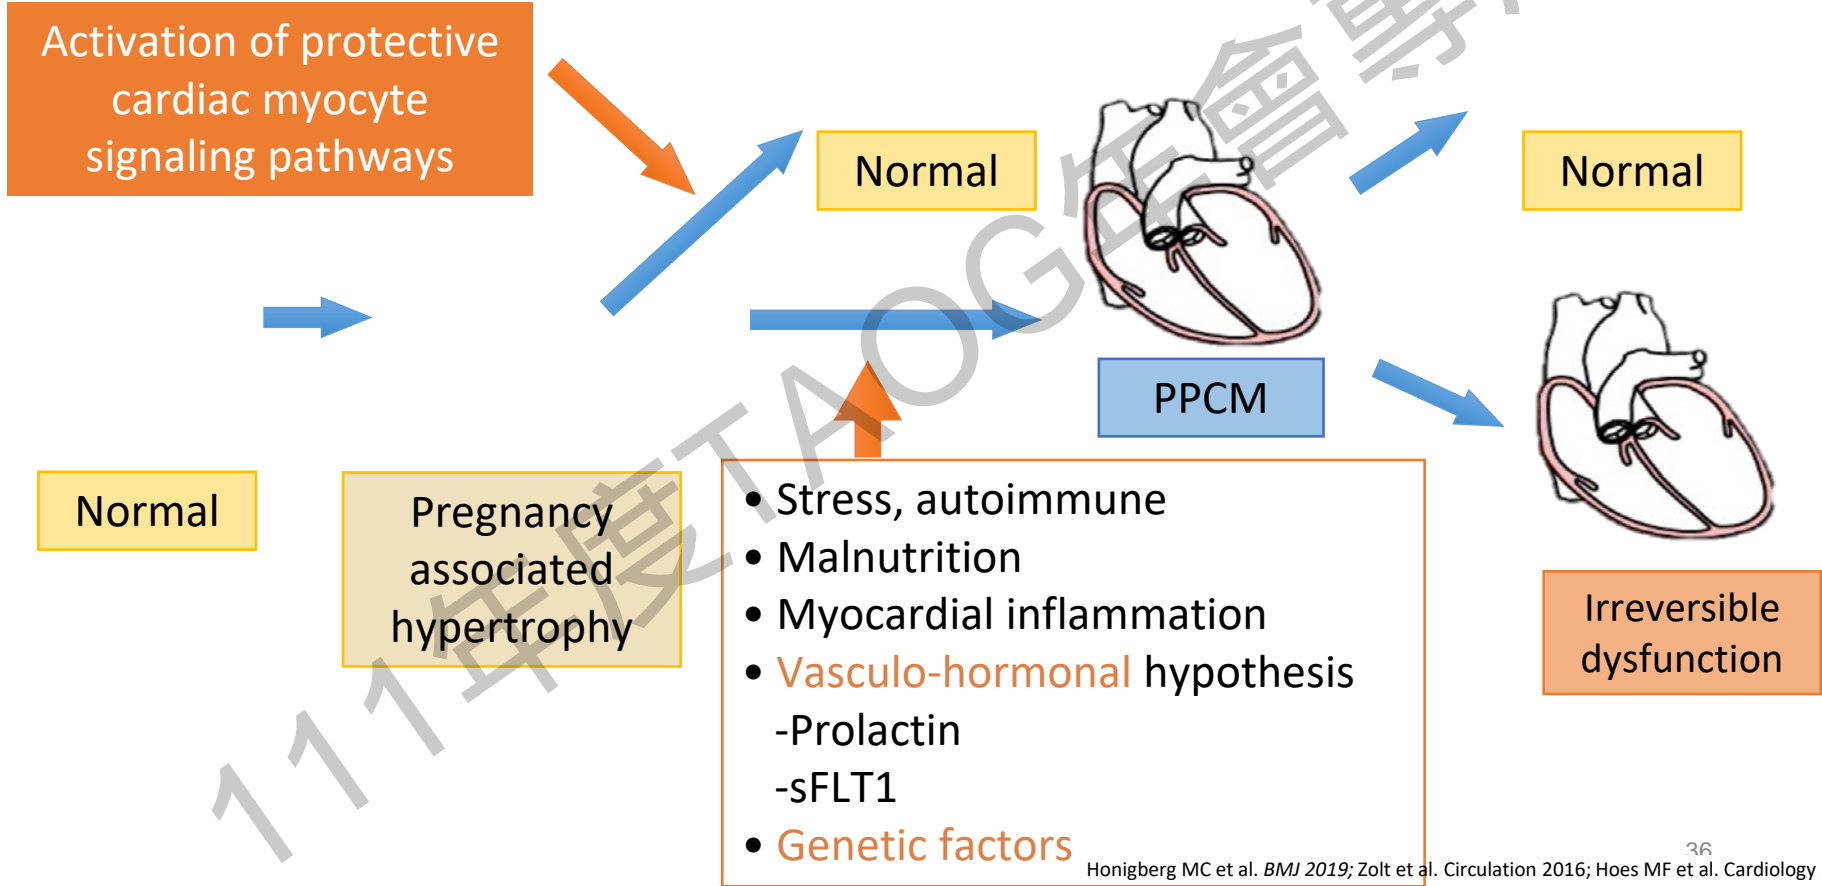 Activation of protective
cardiac myocyte
signaling pathways
Normal
Normal
PPCM
Normal
Pregnancy
associated
hypertrophy
• Stress, autoimmune
• Malnutrition
• Myocardial inflammation
• Vasculo-hormonal hypothesis
-Prolactin
-sFLT1
• Genetic factors
Irreversible
dysfunction
36
Honigberg MC et al. BMJ 2019; Zolt et al. Circulation 2016; Hoes MF et al. Cardiology
11年度TAOG年會專